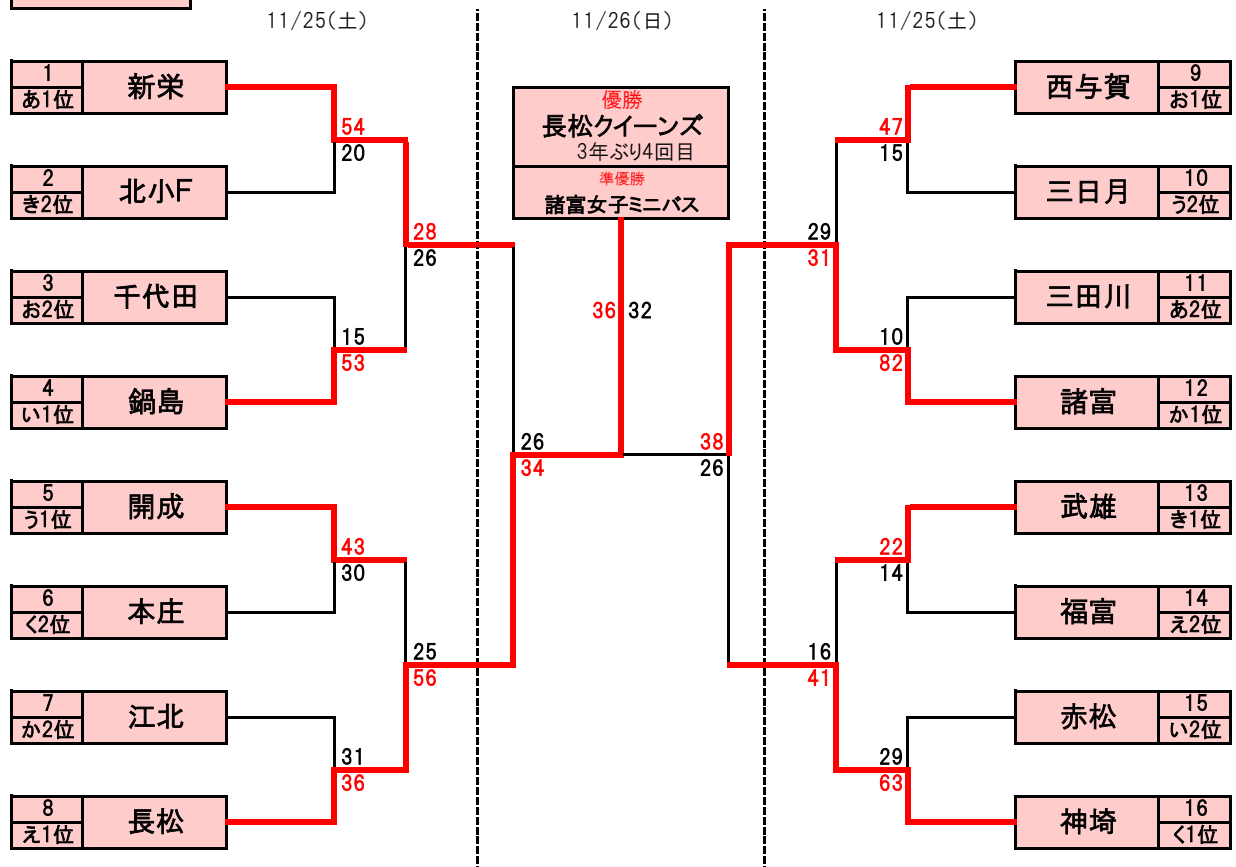 11/25(土)
11/26(日)
11/25(土)
1
あ1位
新栄
54
20
2
き2位
北小F
28
26
3
お2位
千代田
15
53
4
い1位
鍋島
5
う1位
開成
43
30
6
く2位
本庄
25
56
7
か2位
江北
31
36
8
え1位
長松
優勝
長松クイーンズ
3年ぶり4回目
準優勝
諸富女子ミニバス
36
32
26
34
38
26
西与賀
9
お1位
47
15
三日月
10
う2位
29
31
三田川
11
あ2位
10
82
諸富
12
か1位
武雄
13
き1位
22
14
福富
14
え2位
16
41
赤松
15
い2位
29
63
神埼
16
く1位